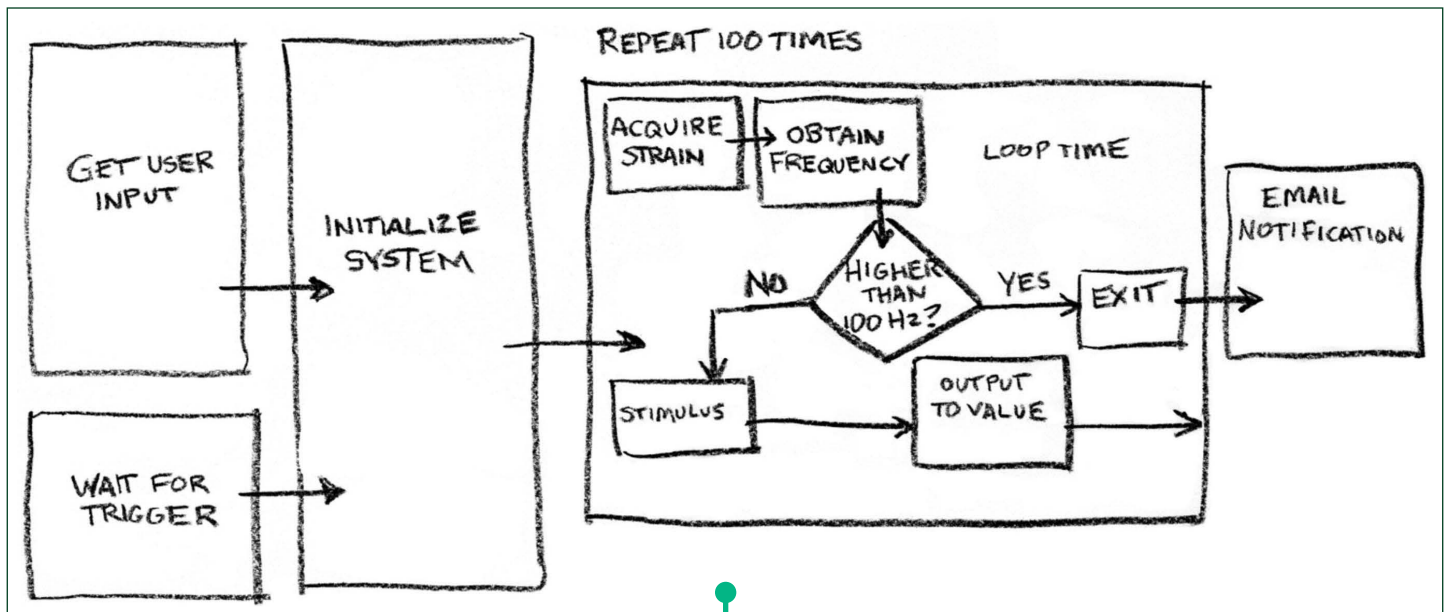 REPEAT 100 TIMES
GET USER
INPUT
INITIALIZE
SYSTEM
ACQUIRE
STRAIN
OBTAIN
FREQUENCY
LOOP TIME
HIGHER
THAN
100 HZ?
NO
YES
EXIT
EMAIL
NOTIFICATION
STIMULUS
OUTPUT
TO VALUE
WAIT FOR
TRIGGER